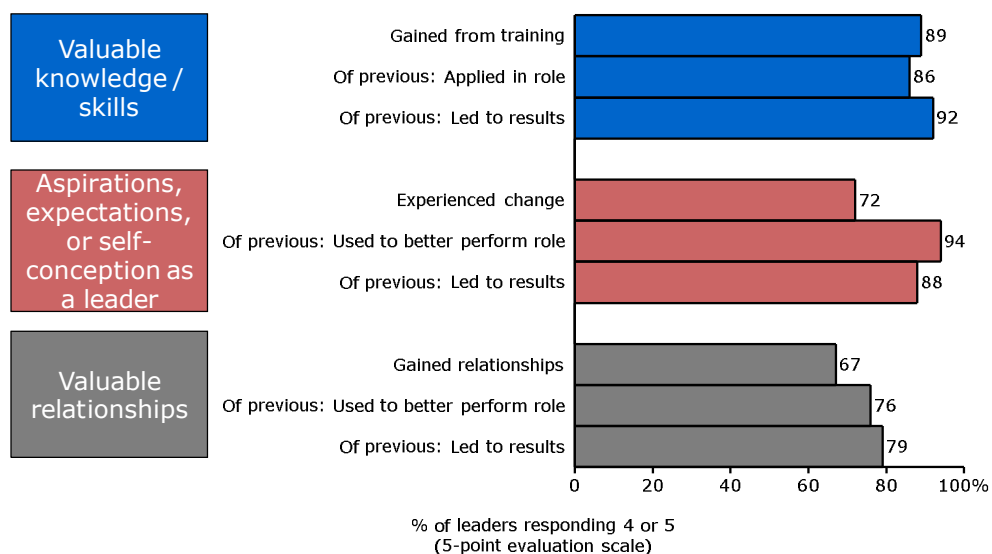 Valuable
knowledge /
skills
Gained from training
89
Of previous: Applied in role
86
Of previous: Led to results
92
Aspirations,
expectations,
or self-
conception as
a leader
Experienced change
72
Of previous: Used to better perform role
94
Of previous: Led to results
88
Valuable
relationships
Gained relationships
67
Of previous: Used to better perform role
76
Of previous: Led to results
79
0 20 40 60 80 100%
% of leaders responding 4 or 5
(5-point evaluation scale)